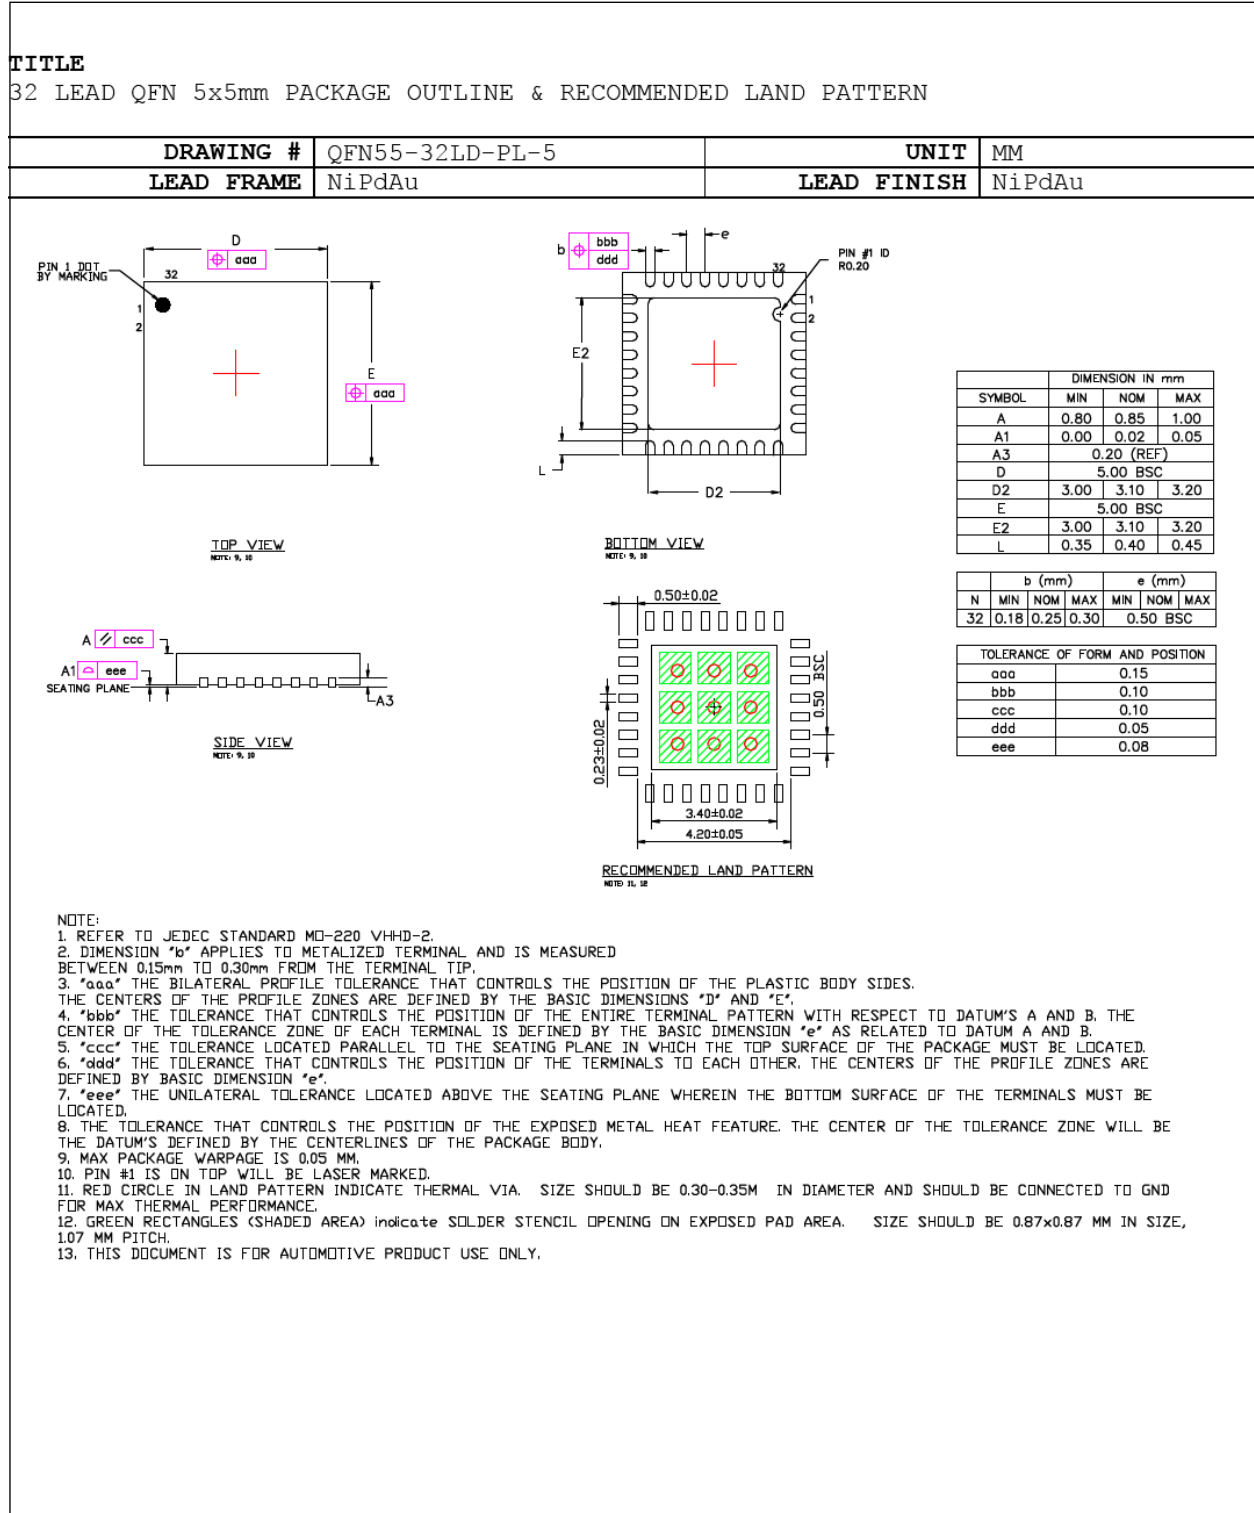 TITLE
32 LEAD QFN 5x5mm PACKAGE OUTLINE & RECOMMENDED LAND PATTERN
DRAWING # QFN55-32LD-PL-5 UNIT MM
LEAD FRAME NiPdAu LEAD FINISH NiPdAu
D
aaa
PIN 1 DOT
BY MARKING
32
1
2
E
aaa
TOP VIEW
NOTE: 9, 10
b
bbb
ddd
e
PIN #1 ID
R0.20
32
1
2
E2
L
D2
BOTTOM VIEW
NOTE: 9, 10
DIMENSION IN mm
SYMBOL MIN NOM MAX
A 0.80 0.85 1.00
A1 0.00 0.02 0.05
A3 0.20 (REF)
D 5.00 BSC
D2 3.00 3.10 3.20
E 5.00 BSC
E2 3.00 3.10 3.20
L 0.35 0.40 0.45
b (mm) e (mm)
N MIN NOM MAX MIN NOM MAX
32 0.18 0.25 0.30 0.50 BSC
TOLERANCE OF FORM AND POSITION
aaa 0.15
bbb 0.10
ccc 0.10
ddd 0.05
eee 0.08
A ccc
A1 eee
SEATING PLANE
A3
SIDE VIEW
NOTE: 9, 10
0.50±0.02
0.50 BSC
0.23±0.02
3.40±0.02
4.20±0.05
RECOMMENDED LAND PATTERN
NOTE: 11, 12
NOTE:
1. REFER TO JEDEC STANDARD MO-220 VHHD-2.
2. DIMENSION "b" APPLIES TO METALIZED TERMINAL AND IS MEASURED
BETWEEN 0.15mm TO 0.30mm FROM THE TERMINAL TIP.
3. "aaa" THE BILATERAL PROFILE TOLERANCE THAT CONTROLS THE POSITION OF THE PLASTIC BODY SIDES.
THE CENTERS OF THE PROFILE ZONES ARE DEFINED BY THE BASIC DIMENSIONS "D" AND "E".
4. "bbb" THE TOLERANCE THAT CONTROLS THE POSITION OF THE ENTIRE TERMINAL PATTERN WITH RESPECT TO DATUM'S A AND B. THE
CENTER OF THE TOLERANCE ZONE OF EACH TERMINAL IS DEFINED BY THE BASIC DIMENSION "e" AS RELATED TO DATUM A AND B.
5. "ccc" THE TOLERANCE LOCATED PARALLEL TO THE SEATING PLANE IN WHICH THE TOP SURFACE OF THE PACKAGE MUST BE LOCATED.
6. "ddd" THE TOLERANCE THAT CONTROLS THE POSITION OF THE TERMINALS TO EACH OTHER. THE CENTERS OF THE PROFILE ZONES ARE
DEFINED BY BASIC DIMENSION "e".
7. "eee" THE UNILATERAL TOLERANCE LOCATED ABOVE THE SEATING PLANE WHEREIN THE BOTTOM SURFACE OF THE TERMINALS MUST BE
LOCATED.
8. THE TOLERANCE THAT CONTROLS THE POSITION OF THE EXPOSED METAL HEAT FEATURE. THE CENTER OF THE TOLERANCE ZONE WILL BE
THE DATUM'S DEFINED BY THE CENTERLINES OF THE PACKAGE BODY.
9. MAX PACKAGE WARPAGE IS 0.05 MM.
10. PIN #1 IS ON TOP WILL BE LASER MARKED.
11. RED CIRCLE IN LAND PATTERN INDICATE THERMAL VIA. SIZE SHOULD BE 0.30-0.35M IN DIAMETER AND SHOULD BE CONNECTED TO GND
FOR MAX THERMAL PERFORMANCE.
12. GREEN RECTANGLES (SHADED AREA) indicate SOLDER STENCIL OPENING ON EXPOSED PAD AREA. SIZE SHOULD BE 0.87x0.87 MM IN SIZE,
1.07 MM PITCH.
13. THIS DOCUMENT IS FOR AUTOMOTIVE PRODUCT USE ONLY.